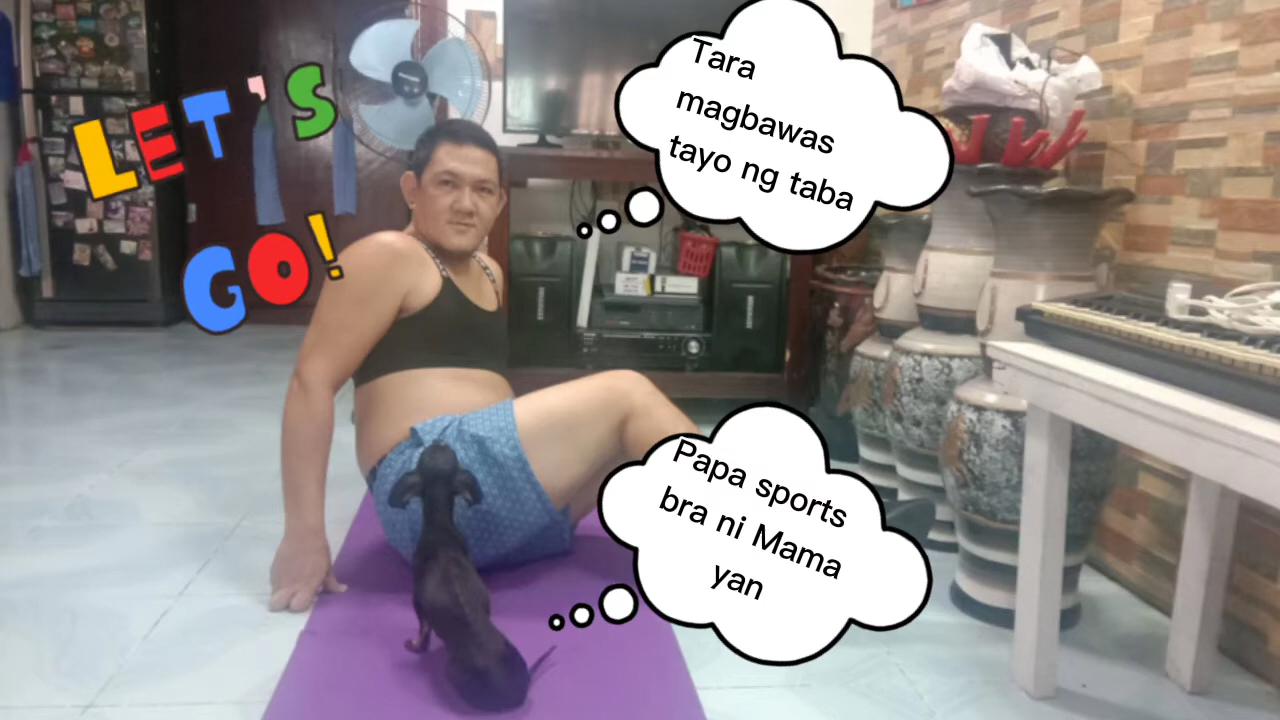 LET'S
GO!
Tara
magbawas
tayo ng taba
Papa sports
bra ni Mama
yan